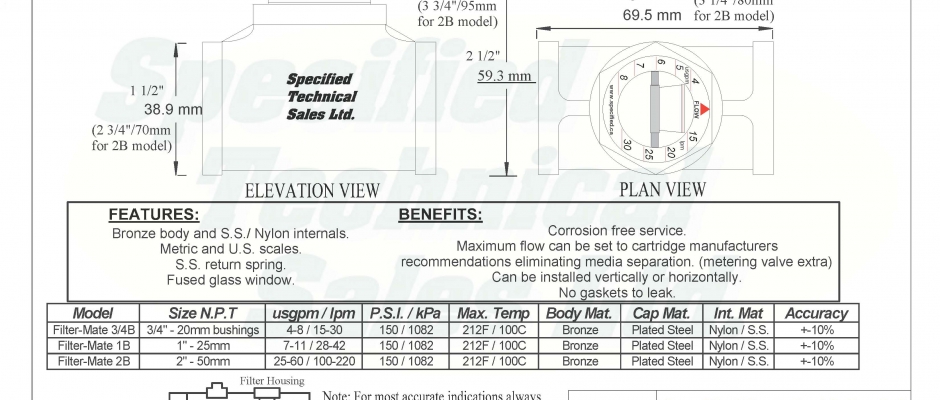 (3 3/4"/95mm
for 2B model)
69.5 mm
for 2B model)
2 1/2"
59.3 mm
1 1/2"
38.9 mm
(2 3/4"/70mm
for 2B model)
Specified
Technical
Sales Ltd.
ELEVATION VIEW
usgpm
4
5
6
7
8
www.specified.ca
FLOW
15
20
25
30
PLAN VIEW
FEATURES:
Bronze body and S.S./ Nylon internals.
Metric and U.S. scales.
S.S. return spring.
Fused glass window.
BENEFITS:
Corrosion free service.
Maximum flow can be set to cartridge manufacturers
recommendations eliminating media separation. (metering valve extra)
Can be installed vertically or horizontally.
No gaskets to leak.
Model Size N.P.T usgpm / lpm P.S.I. / kPa Max. Temp Body Mat. Cap Mat. Int. Mat Accuracy
Filter-Mate 3/4B 3/4" - 20mm bushings 4-8 / 15-30 150 / 1082 212F / 100C Bronze Plated Steel Nylon / S.S. +-10%
Filter-Mate 1B 1" - 25mm 7-11 / 28-42 150 / 1082 212F / 100C Bronze Plated Steel Nylon / S.S. +-10%
Filter-Mate 2B 2" - 50mm 25-60 / 100-220 150 / 1082 212F / 100C Bronze Plated Steel Nylon / S.S. +-10%
Filter Housing
Note: For most accurate indications always
Specified
Technical
Sales